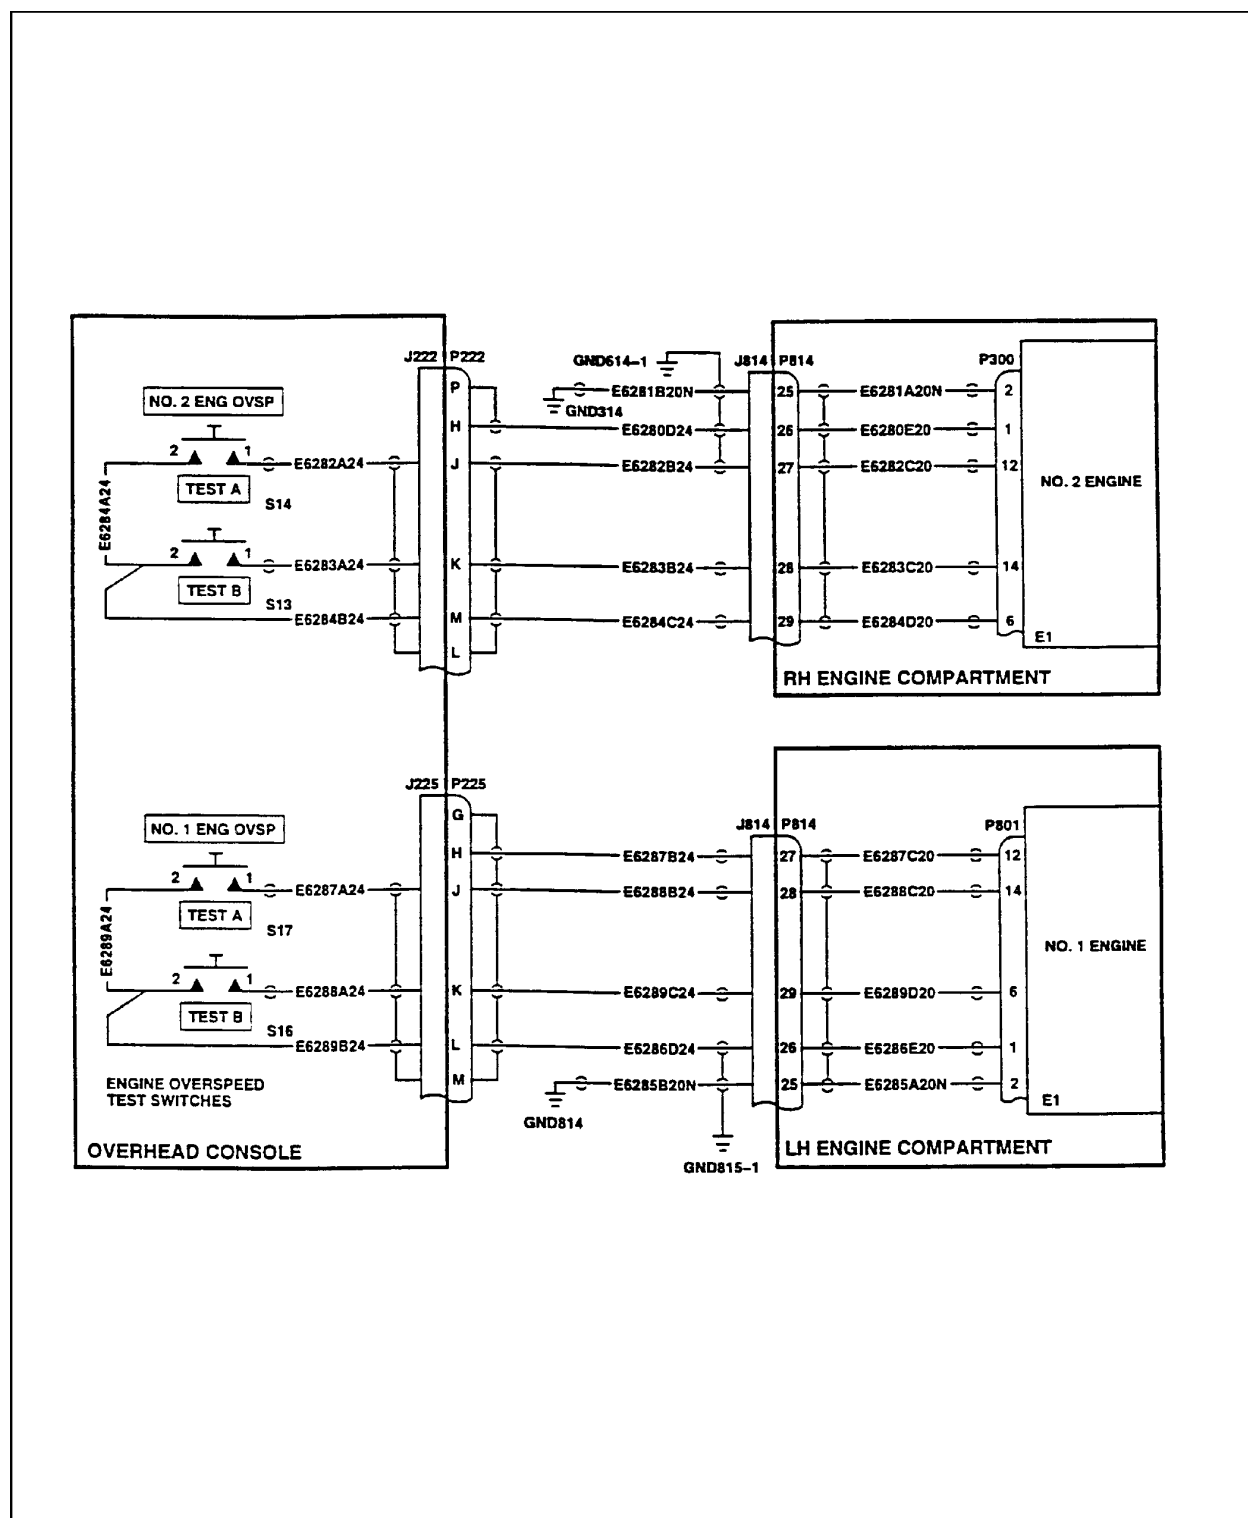 J222 P222
GND614-1
J814 P814
P300
P
E6281B20N
25
E6281A20N
2
NO. 2 ENG OVSP
GND314
H
E6280D24
26
E6280E20
1
2
1
E6282A24
J
E6282B24
27
E6282C20
12
NO. 2 ENGINE
TEST A
S14
E6284A24
2
1
E6283A24
K
E6283B24
28
E6283C20
14
TEST B
S13
E6284B24
M
E6284C24
29
E6284D20
6
E1
L
RH ENGINE COMPARTMENT
J225 P225
G
J814 P814
P801
NO. 1 ENG OVSP
H
E6287B24
27
E6287C20
12
2
1
E6287A24
J
E6288B24
28
E6288C20
14
TEST A
S17
E6289A24
NO. 1 ENGINE
2
1
E6288A24
K
E6289C24
29
E6289D20
6
TEST B
S16
E6289B24
L
E6286D24
26
E6286E20
1
ENGINE OVERSPEED
TEST SWITCHES
M
E6285B20N
25
E6285A20N
2
E1
GND814
OVERHEAD CONSOLE
LH ENGINE COMPARTMENT
GND815-1